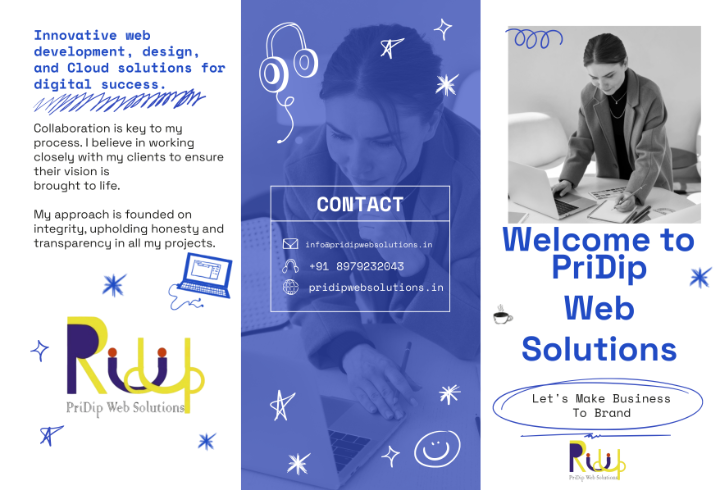 Innovative web
development, design,
and Cloud solutions for
digital success.
Collaboration is key to my
process. I believe in working
closely with my clients to ensure
their vision is
brought to life.
My approach is founded on
integrity, upholding honesty and
transparency in all my projects.
Ridip
PriDip Web Solutions
CONTACT
info@pridipwebsolutions.in
+91 8979232043
pridipwebsolutions.in
Welcome to
PriDip
Web
Solutions
Let's Make Business
To Brand
Ridip
PriDip Web Solutions